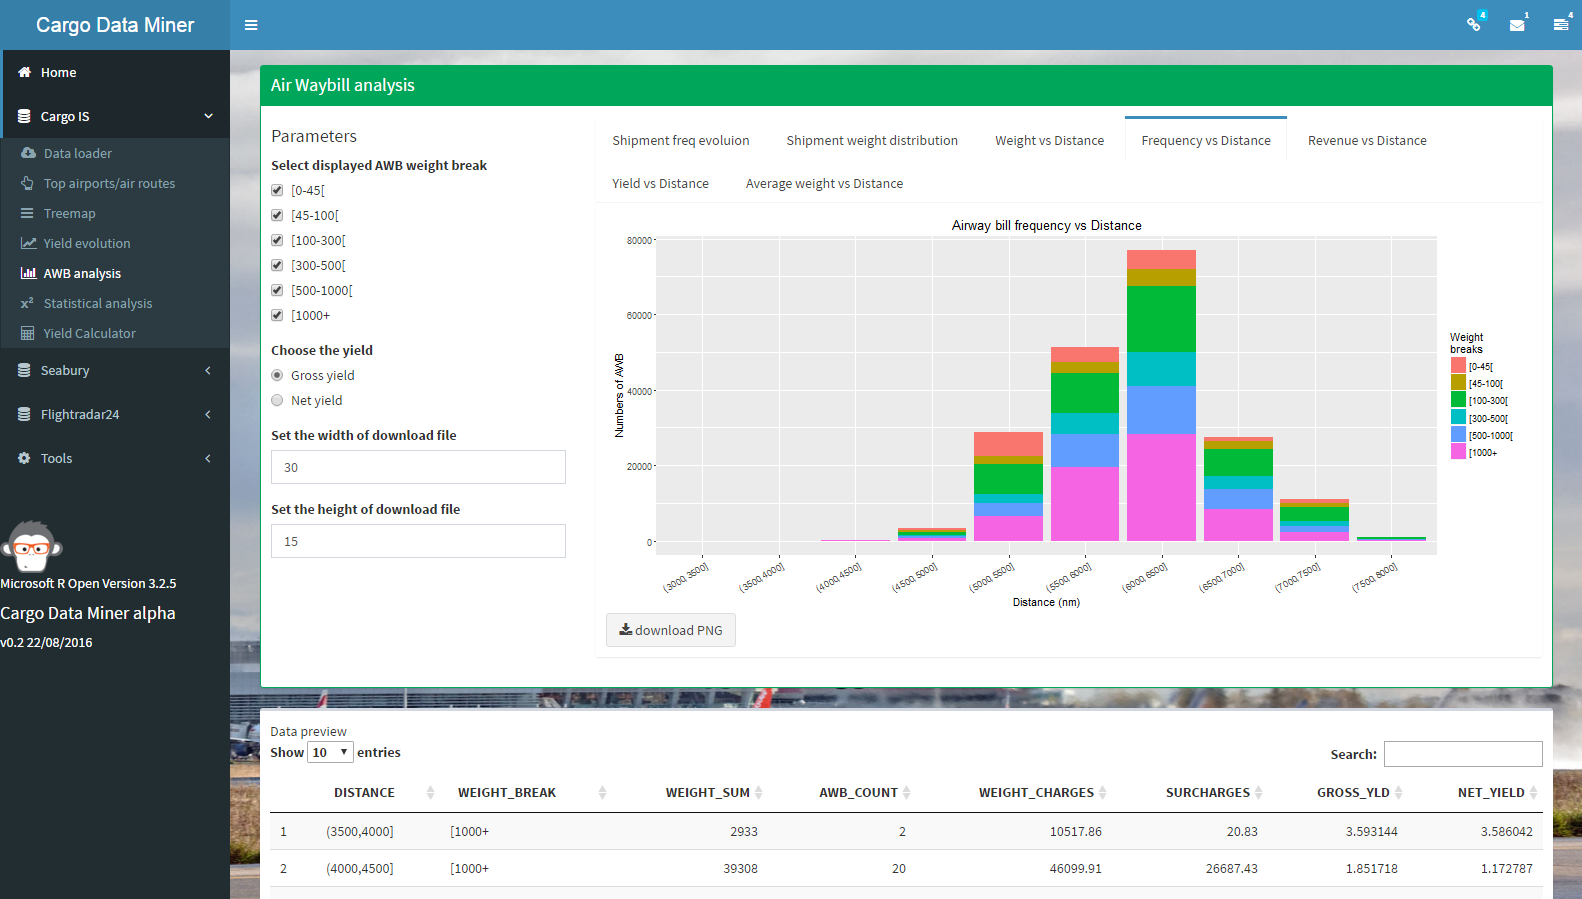 Cargo Data Miner
4
1
4
Home
Cargo IS
Data loader
Top airports/air routes
Treemap
Yield evolution
AWB analysis
x² Statistical analysis
Yield Calculator
Seabury
Flightradar24
Tools
Microsoft R Open Version 3.2.5
Cargo Data Miner alpha
v0.2 22/08/2016
Air Waybill analysis
Parameters
Select displayed AWB weight break
[0-45[
[45-100[
[100-300[
[300-500[
[500-1000[
[1000+
Choose the yield
Gross yield
Net yield
Set the width of download file
30
Set the height of download file
15
Shipment freq evoluion
Shipment weight distribution
Weight vs Distance
Frequency vs Distance
Revenue vs Distance
Yield vs Distance
Average weight vs Distance
Airway bill frequency vs Distance
Numbers of AWB
80000
60000
40000
20000
0
(3000,3500]
(3500,4000]
(4000,4500]
(4500,5000]
(5000,5500]
(5500,6000]
(6000,6500]
(6500,7000]
(7000,7500]
(7500,8000]
Distance (nm)
Weight
breaks
[0-45[
[45-100[
[100-300[
[300-500[
[500-1000[
[1000+
download PNG
Data preview
Show 10 entries
Search:
DISTANCE WEIGHT_BREAK WEIGHT_SUM AWB_COUNT WEIGHT_CHARGES SURCHARGES GROSS_YLD NET_YIELD
1 (3500,4000] [1000+ 2933 2 10517.86 20.83 3.593144 3.586042
2 (4000,4500] [1000+ 39308 20 46099.91 26687.43 1.851718 1.172787